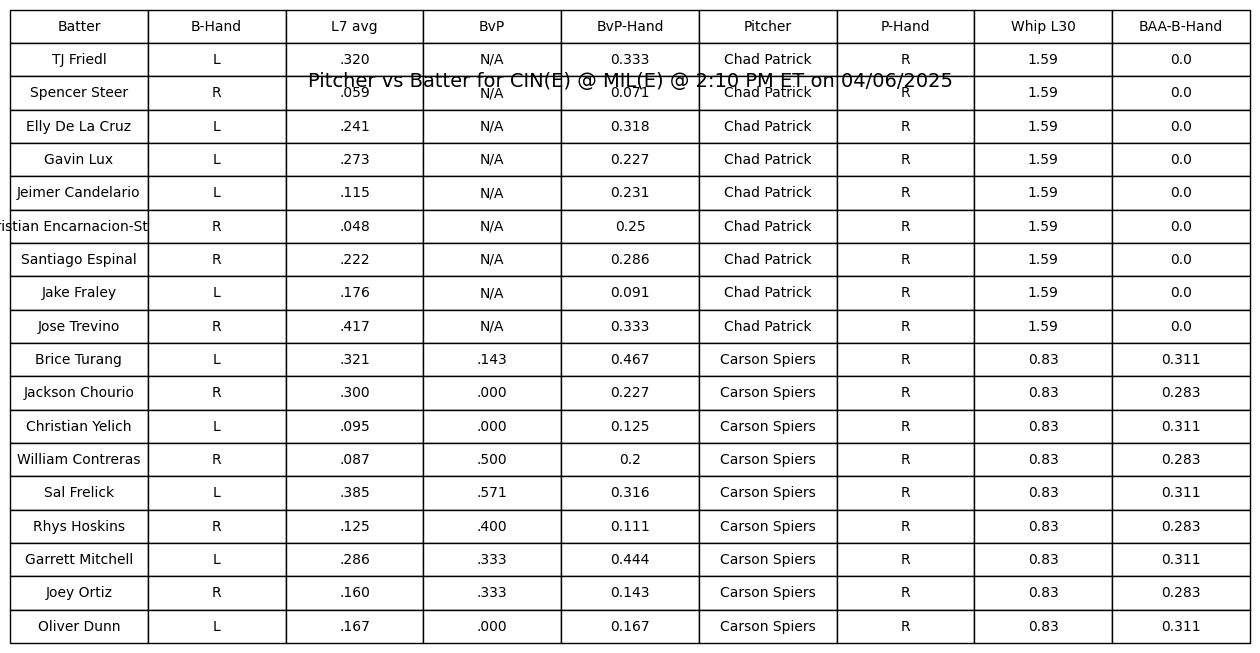 Batter B-Hand L7 avg BvP BvP-Hand Pitcher P-Hand Whip L30 BAA-B-Hand
TJ Friedl L .320 N/A 0.333 Chad Patrick R 1.59 0.0
Pitcher vs Batter for CIN(E) @ MIL(E) @ 2:10 PM ET on 04/06/2025
Spencer Steer R .059 N/A 0.071 Chad Patrick R 1.59 0.0
Elly De La Cruz L .241 N/A 0.318 Chad Patrick R 1.59 0.0
Gavin Lux L .273 N/A 0.227 Chad Patrick R 1.59 0.0
Jeimer Candelario L .115 N/A 0.231 Chad Patrick R 1.59 0.0
istian Encarnacion-St R .048 N/A 0.25 Chad Patrick R 1.59 0.0
Santiago Espinal R .222 N/A 0.286 Chad Patrick R 1.59 0.0
Jake Fraley L .176 N/A 0.091 Chad Patrick R 1.59 0.0
Jose Trevino R .417 N/A 0.333 Chad Patrick R 1.59 0.0
Brice Turang L .321 .143 0.467 Carson Spiers R 0.83 0.311
Jackson Chourio R .300 .000 0.227 Carson Spiers R 0.83 0.283
Christian Yelich L .095 .000 0.125 Carson Spiers R 0.83 0.311
William Contreras R .087 .500 0.2 Carson Spiers R 0.83 0.283
Sal Frelick L .385 .571 0.316 Carson Spiers R 0.83 0.311
Rhys Hoskins R .125 .400 0.111 Carson Spiers R 0.83 0.283
Garrett Mitchell L .286 .333 0.444 Carson Spiers R 0.83 0.311
Joey Ortiz R .160 .333 0.143 Carson Spiers R 0.83 0.283
Oliver Dunn L .167 .000 0.167 Carson Spiers R 0.83 0.311